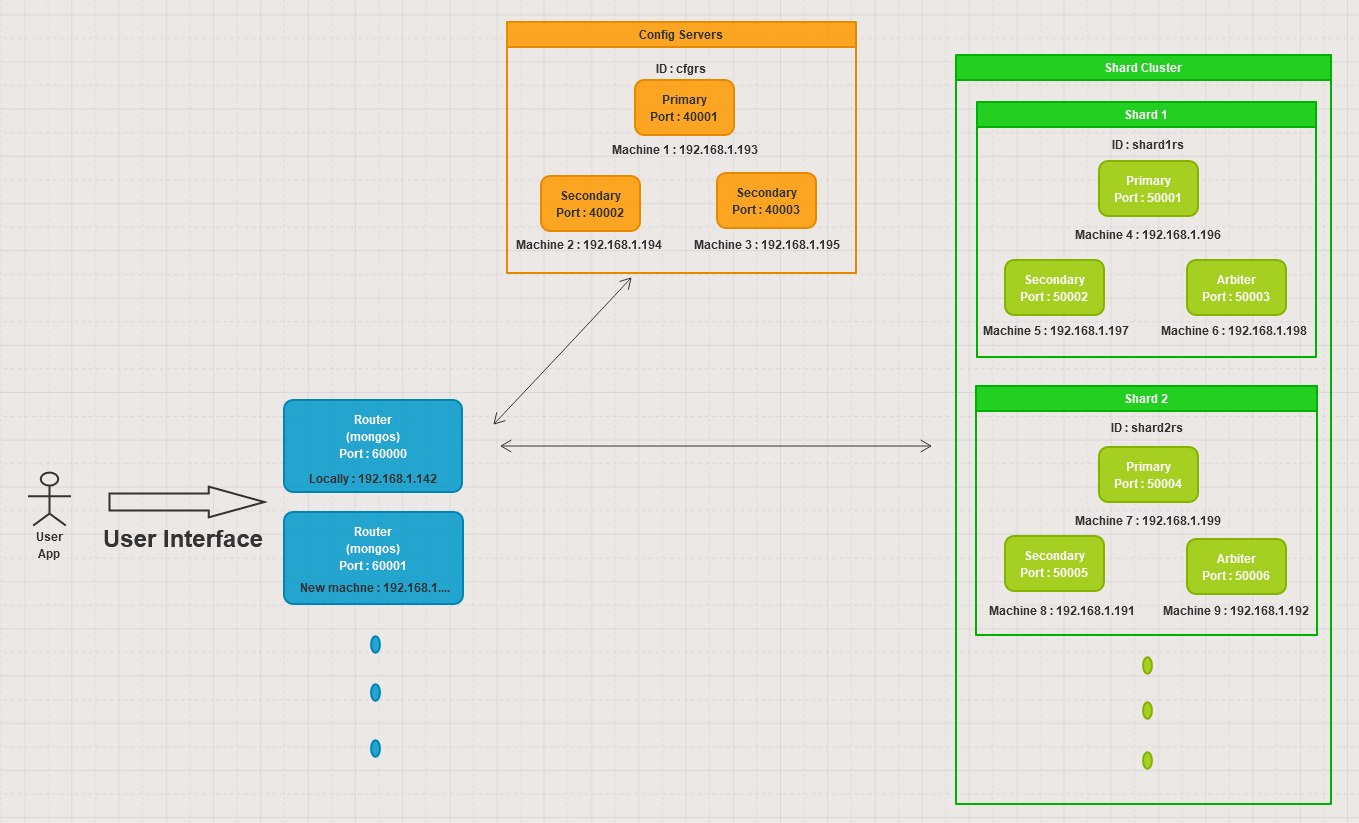 Config Servers
ID : cfgrs
Primary
Port : 40001
Machine 1 : 192.168.1.193
Secondary
Port : 40002
Machine 2 : 192.168.1.194
Secondary
Port : 40003
Machine 3 : 192.168.1.195
Shard Cluster
Shard 1
ID : shard1rs
Primary
Port : 50001
Machine 4 : 192.168.1.196
Secondary
Port : 50002
Machine 5 : 192.168.1.197
Arbiter
Port : 50003
Machine 6 : 192.168.1.198
Shard 2
ID : shard2rs
Primary
Port : 50004
Machine 7 : 192.168.1.199
Secondary
Port : 50005
Machine 8 : 192.168.1.191
Arbiter
Port : 50006
Machine 9 : 192.168.1.192
Router
(mongos)
Port : 60000
Locally : 192.168.1.142
Router
(mongos)
Port : 60001
New machine : 192.168.1....
User
App
User Interface